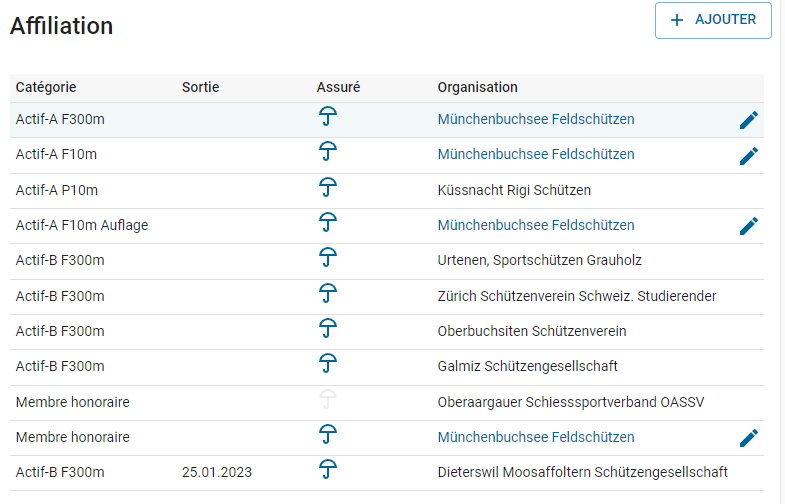 Affiliation
+ AJOUTER
Catégorie Sortie Assuré Organisation
Actif-A F300m Münchenbuchsee Feldschützen
Actif-A F10m Münchenbuchsee Feldschützen
Actif-A P10m Küssnacht Rigi Schützen
Actif-A F10m Auflage Münchenbuchsee Feldschützen
Actif-B F300m Urtenen, Sportschützen Grauholz
Actif-B F300m Zürich Schützenverein Schweiz. Studierender
Actif-B F300m Oberbuchsiten Schützenverein
Actif-B F300m Galmiz Schützengesellschaft
Membre honoraire Oberaargauer Schiesssportverband OASSV
Membre honoraire Münchenbuchsee Feldschützen
Actif-B F300m 25.01.2023 Dieterswil Moosaffoltern Schützengesellschaft